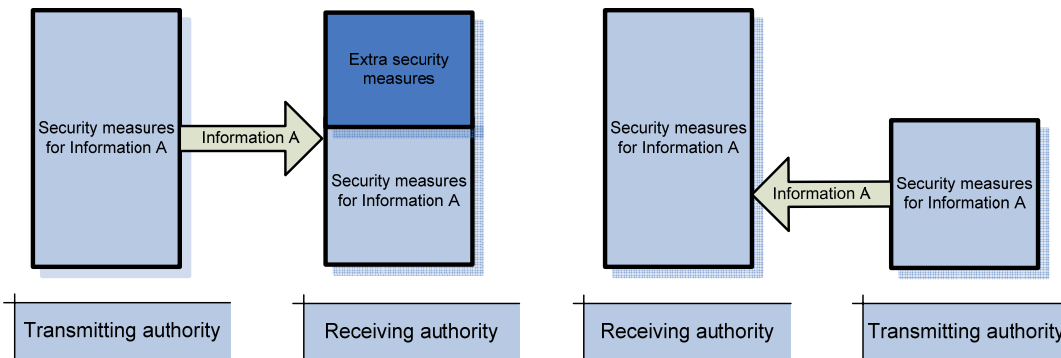 Extra security
measures
Security measures
for Information A
Information A
Security measures
for Information A
Transmitting authority
Receiving authority
Security measures
for Information A
Information A
Security measures
for Information A
Receiving authority
Transmitting authority